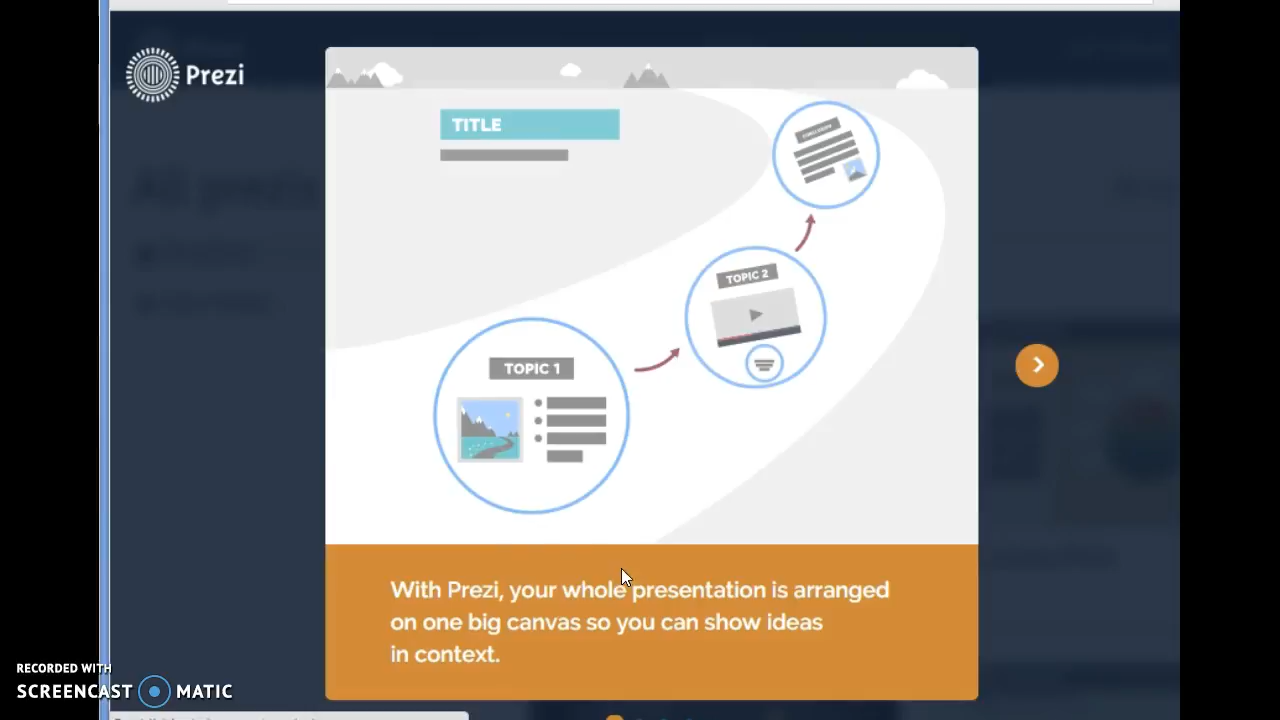 Prezi
TITLE
CONCLUSION
TOPIC 2
TOPIC 1
With Prezi, your whole presentation is arranged
on one big canvas so you can show ideas
in context.
RECORDED WITH
SCREENCAST MATIC